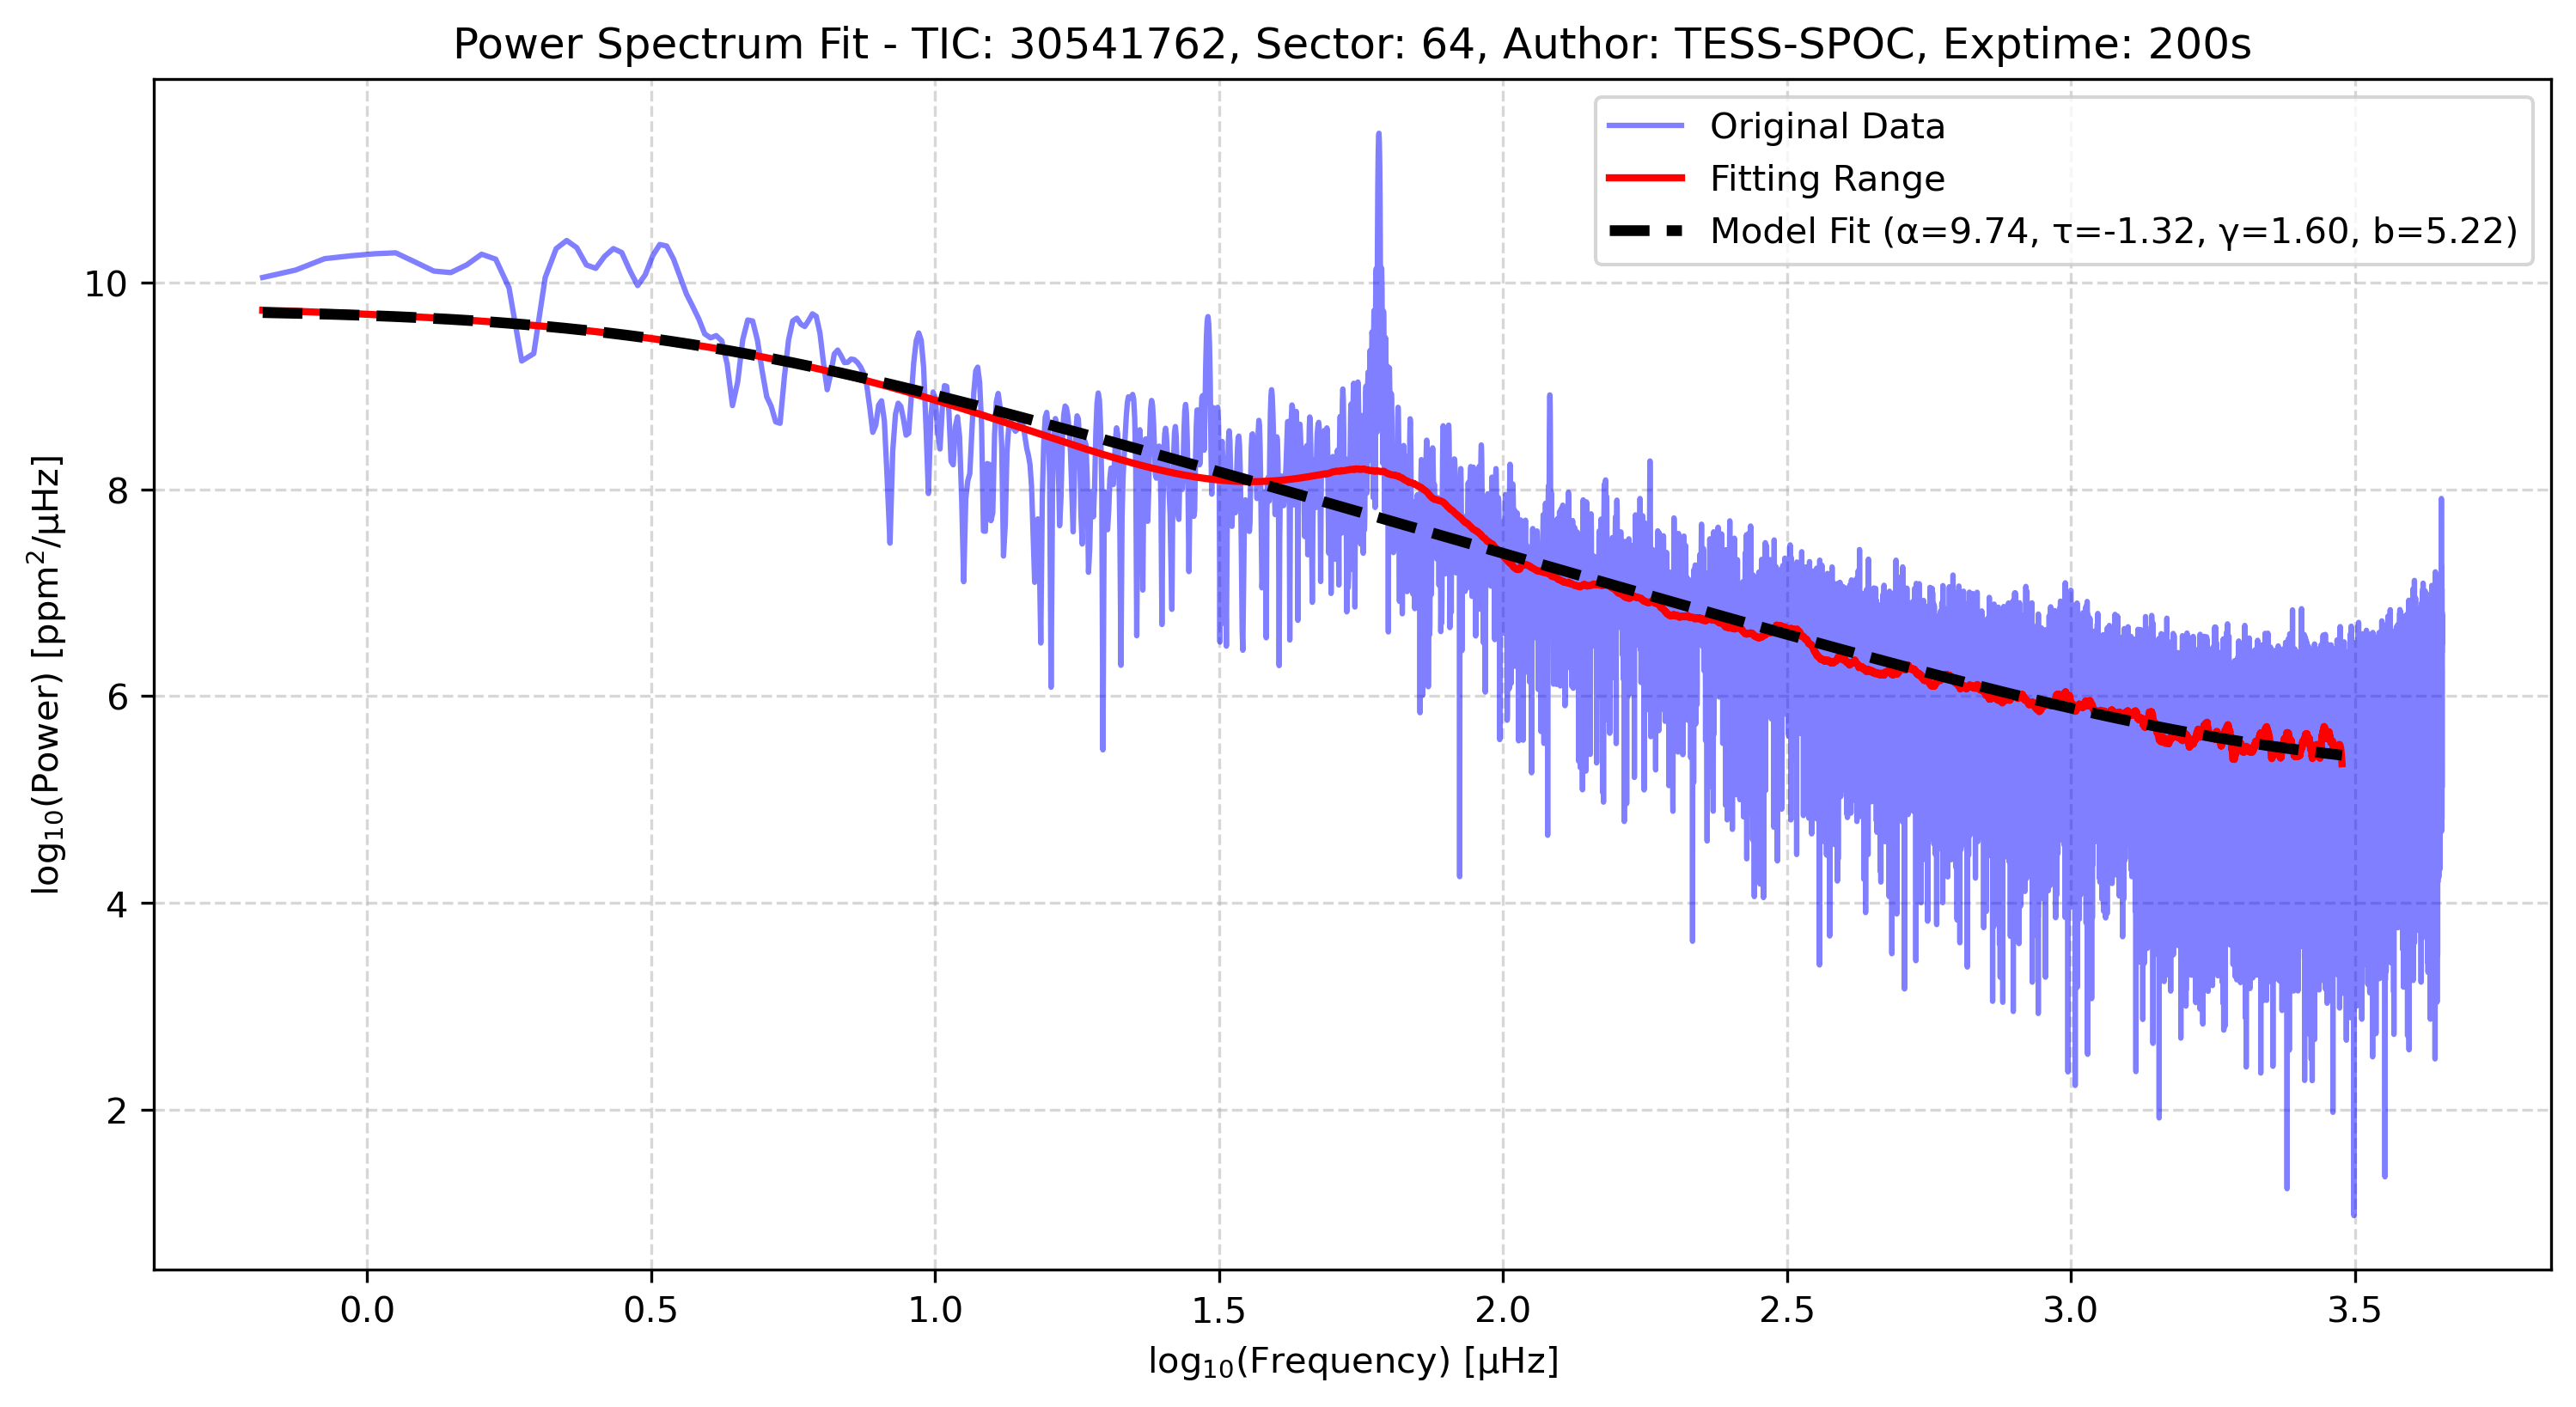 Power Spectrum Fit - TIC: 30541762, Sector: 64, Author: TESS-SPOC, Exptime: 200s
Original Data
Fitting Range
Model Fit (α=9.74, τ=-1.32, γ=1.60, b=5.22)
log₁₀(Power) [ppm²/μHz]
10
8
6
4
2
0.0 0.5 1.0 1.5 2.0 2.5 3.0 3.5
log₁₀(Frequency) [μHz]